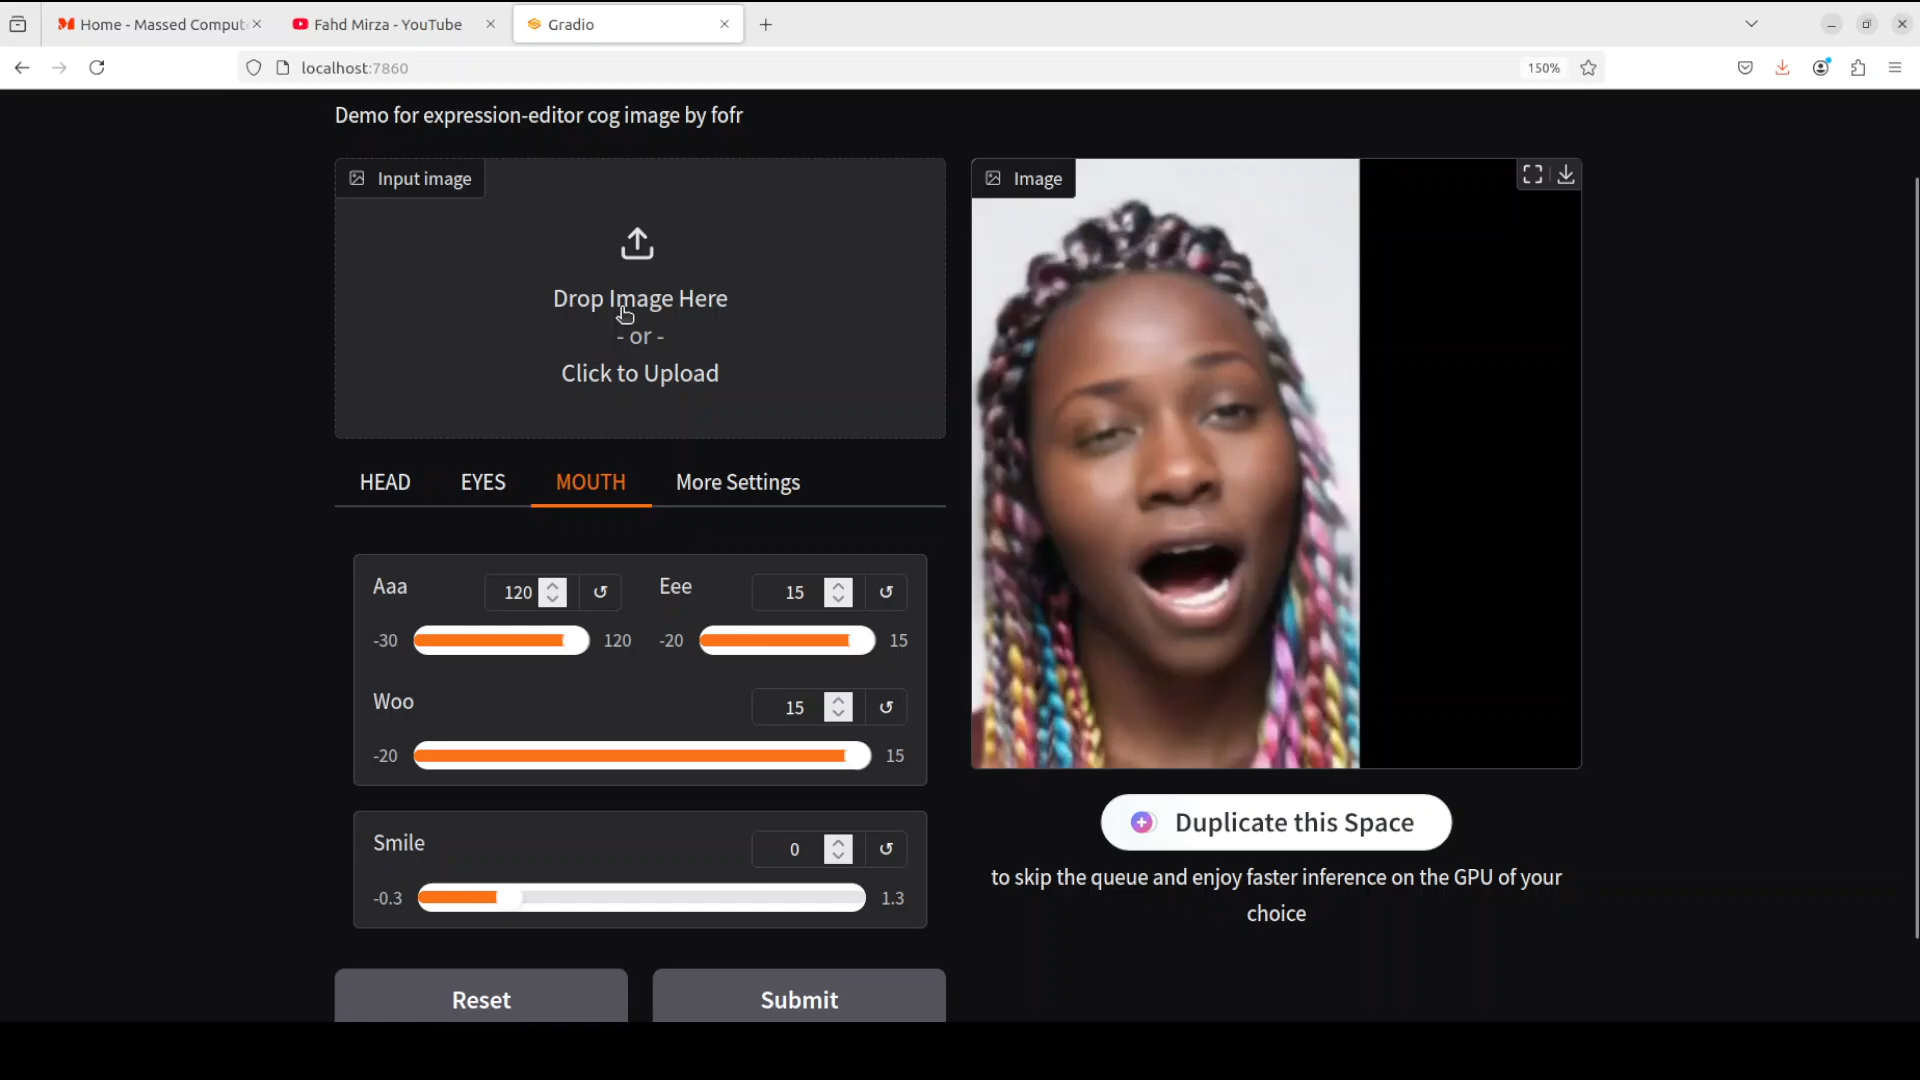 Home - Massed Comput
Fahd Mirza - YouTube
Gradio
localhost:7860
150%
Demo for expression-editor cog image by fofr
Input image
Drop Image Here
- or -
Click to Upload
Image
HEAD
EYES
MOUTH
More Settings
Aaa
120
Eee
15
-30
120
-20
15
Woo
15
-20
15
Smile
0
-0.3
1.3
Reset
Submit
Duplicate this Space
to skip the queue and enjoy faster inference on the GPU of your
choice